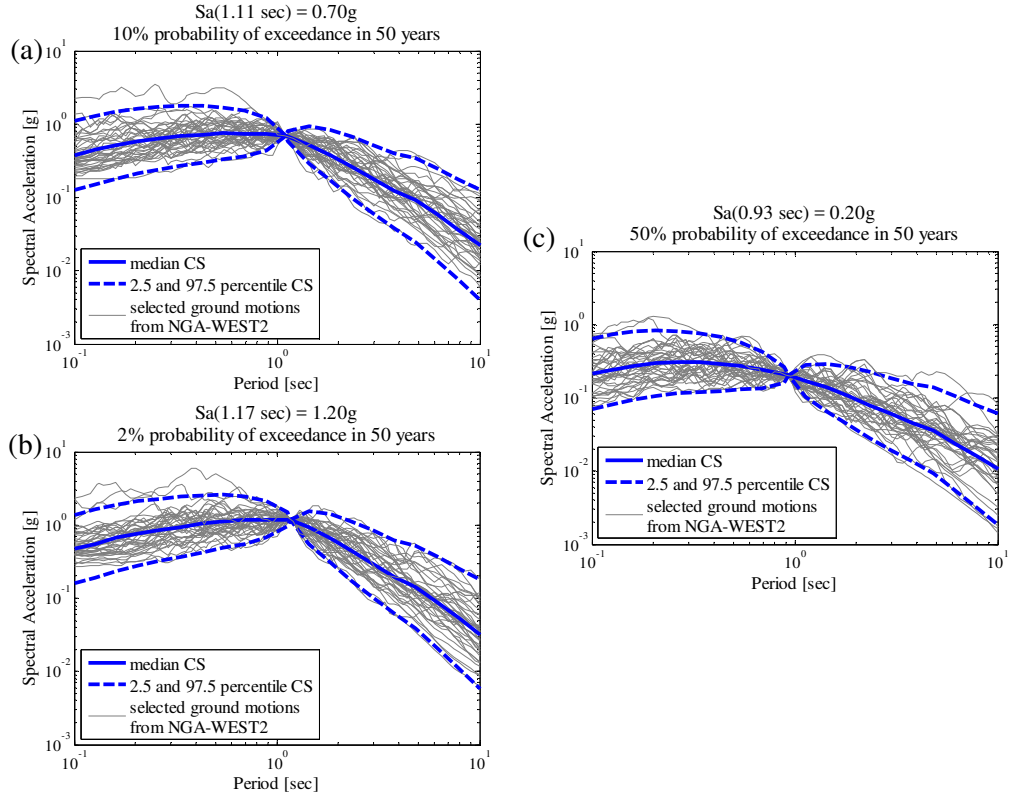 Sa(1.11 sec) = 0.70g
10% probability of exceedance in 50 years
(a)
10^1
10^0
10^-1
10^-2
10^-3
Spectral Acceleration [g]
median CS
2.5 and 97.5 percentile CS
selected ground motions
from NGA-WEST2
10^-1
10^0
10^1
Period [sec]
Sa(1.17 sec) = 1.20g
2% probability of exceedance in 50 years
(b)
10^1
10^0
10^-1
10^-2
10^-3
Spectral Acceleration [g]
median CS
2.5 and 97.5 percentile CS
selected ground motions
from NGA-WEST2
10^-1
10^0
10^1
Period [sec]
Sa(0.93 sec) = 0.20g
50% probability of exceedance in 50 years
(c)
10^1
10^0
10^-1
10^-2
10^-3
Spectral Acceleration [g]
median CS
2.5 and 97.5 percentile CS
selected ground motions
from NGA-WEST2
10^-1
10^0
10^1
Period [sec]